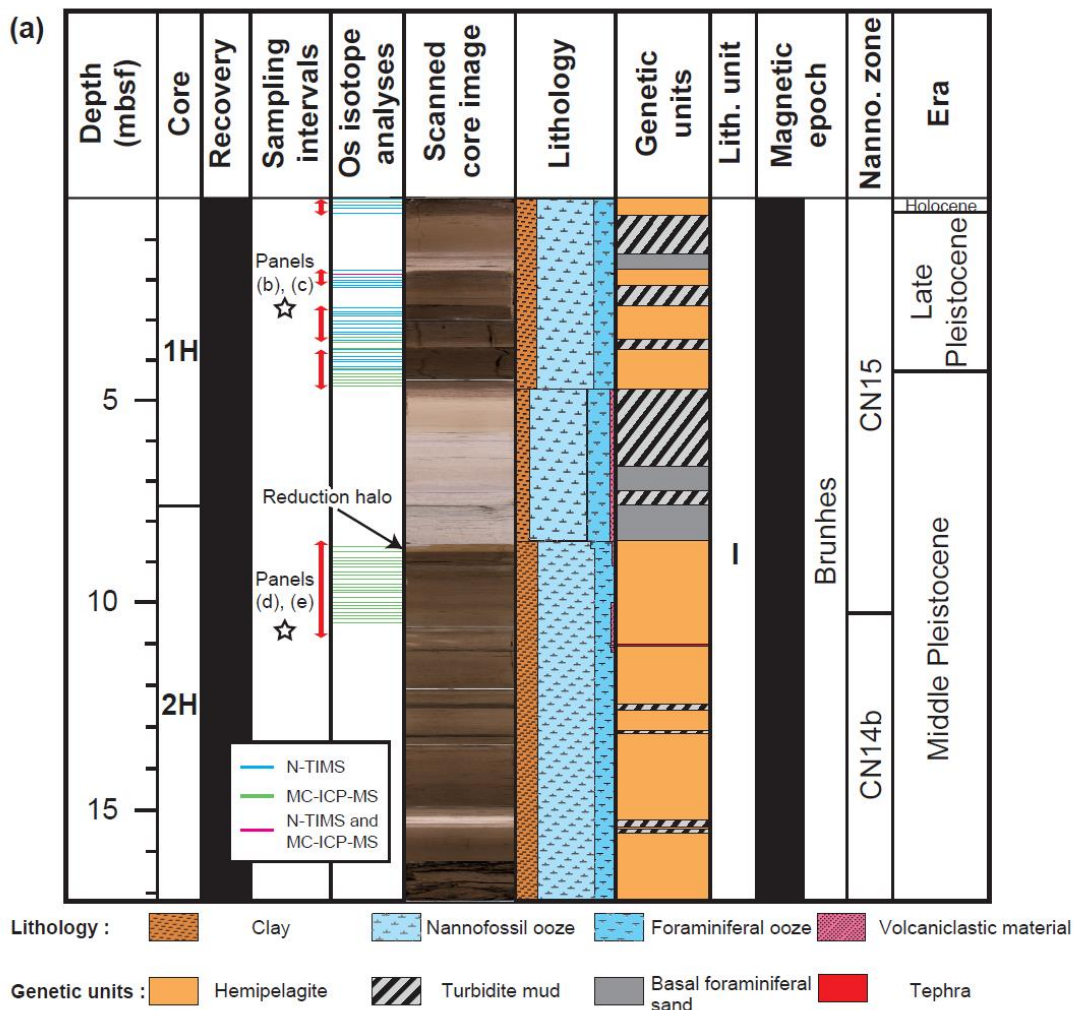 (a)
Depth
(mbsf)
Core
Recovery
Sampling
intervals
Os isotope
analyses
Scanned
core image
Lithology
Genetic
units
Lith. unit
Magnetic
epoch
Nanno. zone
Era
Holocene
Late
Pleistocene
Panels
(b), (c)
1H
5
CN15
Reduction halo
Brunhes
I
Panels
(d), (e)
10
Middle Pleistocene
2H
CN14b
N-TIMS
MC-ICP-MS
N-TIMS and
MC-ICP-MS
15
Lithology :
Clay
Nannofossil ooze
Foraminiferal ooze
Volcaniclastic material
Genetic units :
Hemipelagite
Turbidite mud
Basal foraminiferal
sand
Tephra